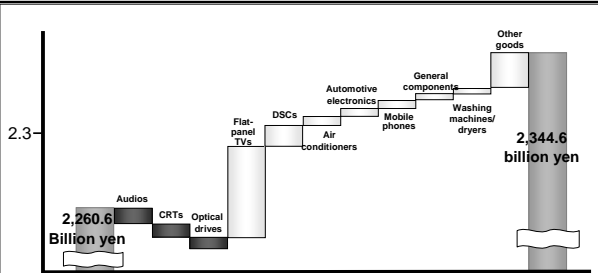 2.3
2,260.6
Billion yen
Audios
CRTs
Optical
drives
Flat-
panel
TVs
DSCs
Air
conditioners
Automotive
electronics
Mobile
phones
General
components
Washing
machines/
dryers
Other
goods
2,344.6
billion yen